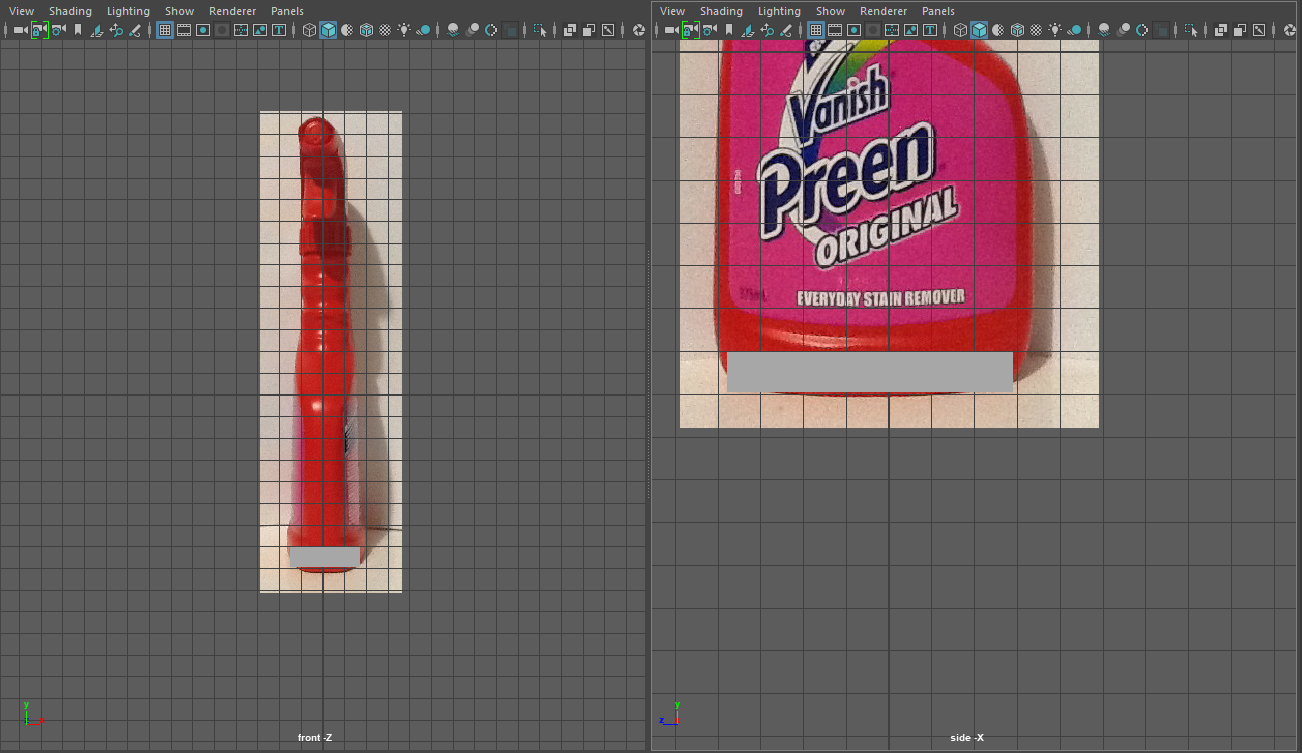 View Shading Lighting Show Renderer Panels
View Shading Lighting Show Renderer Panels
Vanish
Preen
ORIGINAL
EVERYDAY STAIN REMOVER
y
y
z
front -Z
side -X